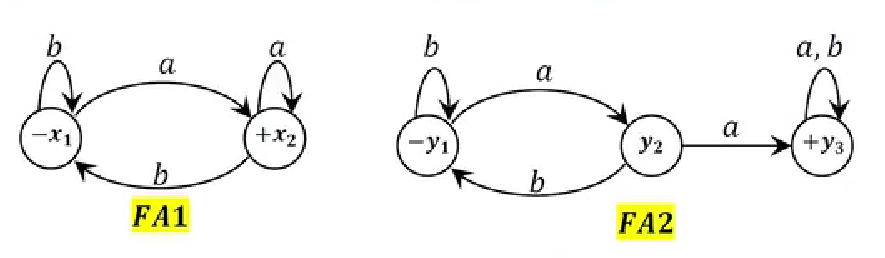 b a a b a a, b
−x₁ +x₂ −y₁ y₂ a +y₃
b b
FA1 FA2